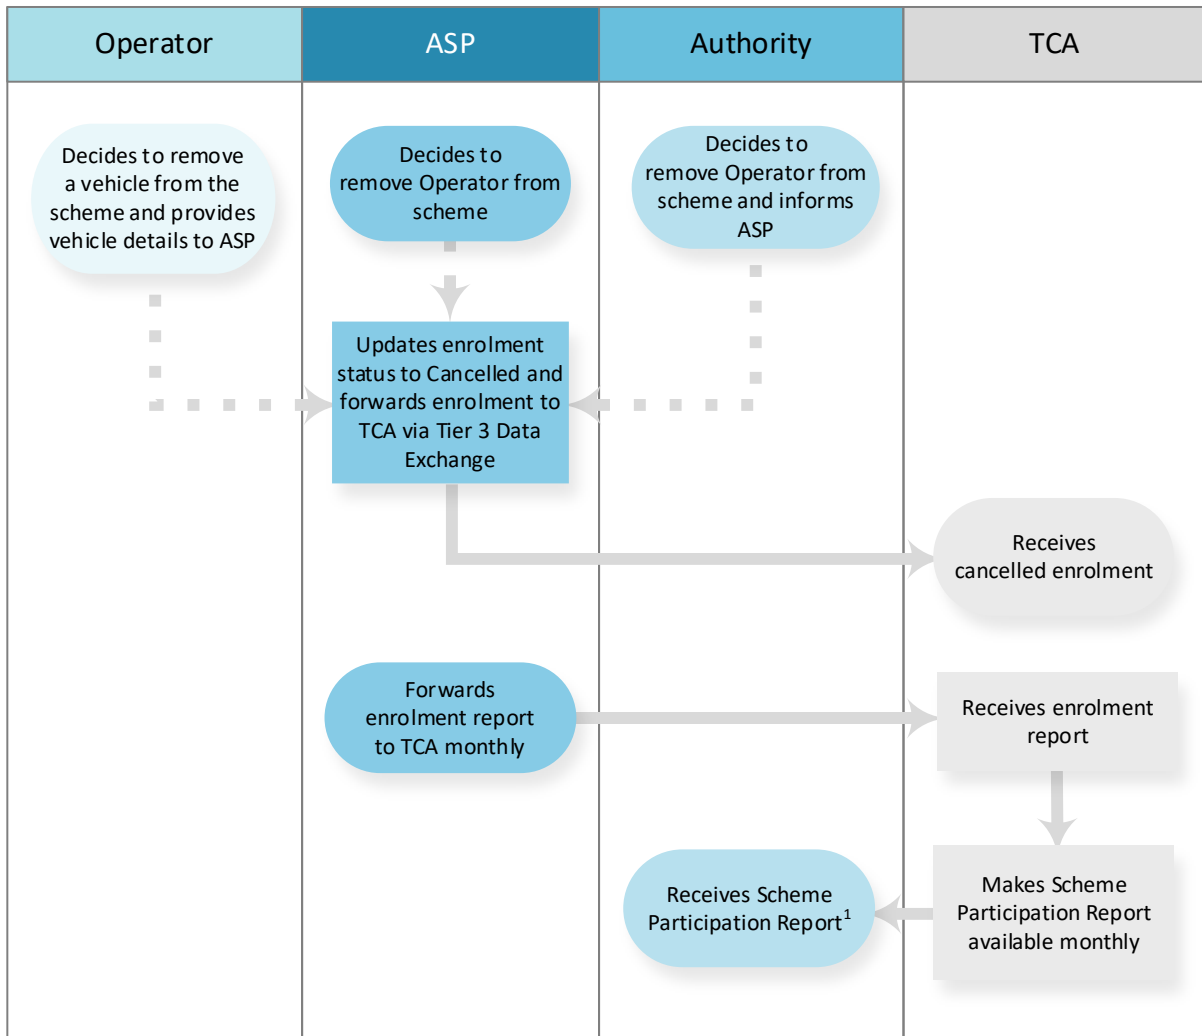 Operator
ASP
Authority
TCA
Decides to remove
a vehicle from the
scheme and provides
vehicle details to ASP
Decides to
remove Operator from
scheme
Decides to
remove Operator from
scheme and informs
ASP
Updates enrolment
status to Cancelled and
forwards enrolment to
TCA via Tier 3 Data
Exchange
Receives
cancelled enrolment
Forwards
enrolment report
to TCA monthly
Receives enrolment
report
Receives Scheme
Participation Report¹
Makes Scheme
Participation Report
available monthly